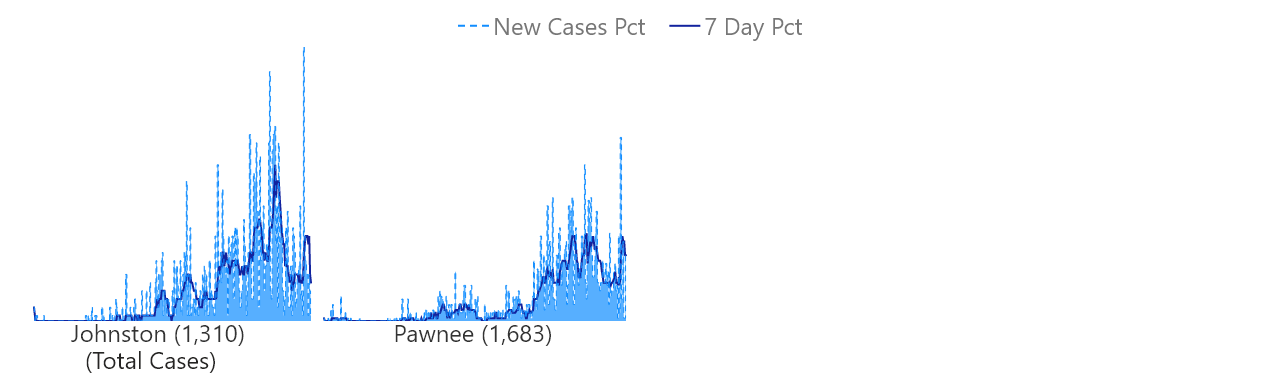 New Cases Pct 7 Day Pct
Johnston (1,310) Pawnee (1,683)
(Total Cases)